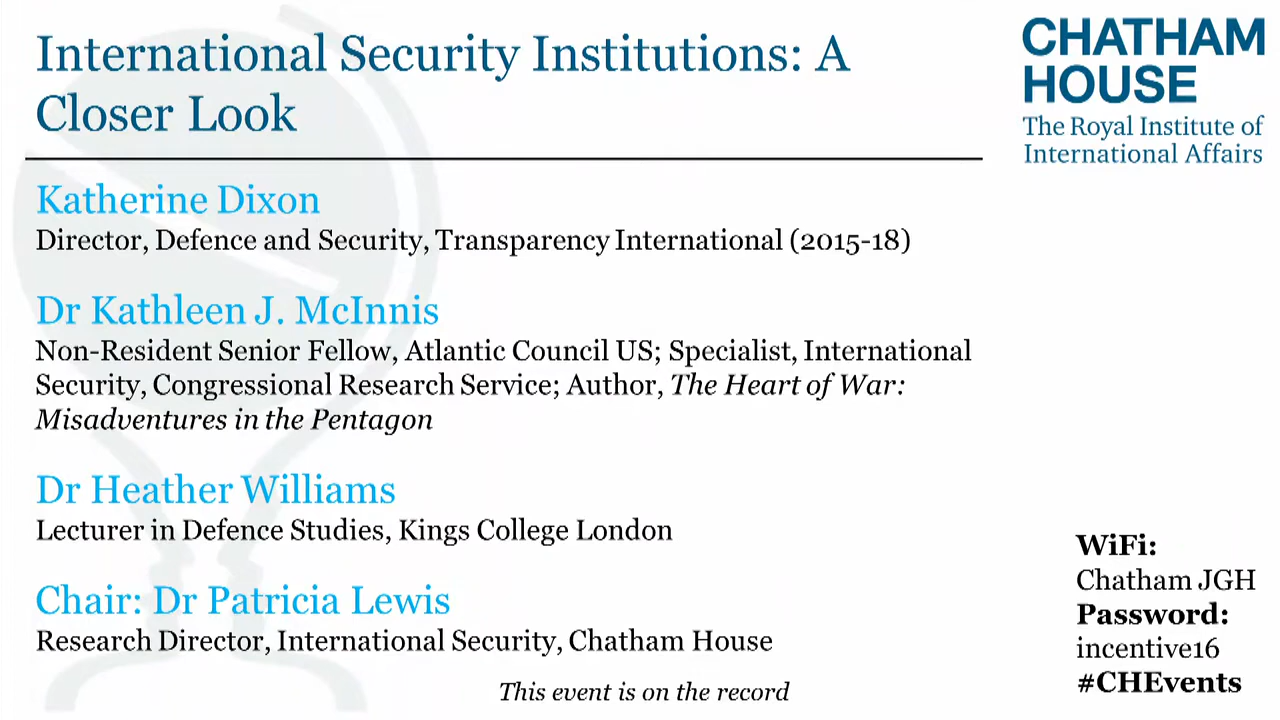 International Security Institutions: A
Closer Look
CHATHAM
HOUSE
The Royal Institute of
International Affairs
Katherine Dixon
Director, Defence and Security, Transparency International (2015-18)
Dr Kathleen J. McInnis
Non-Resident Senior Fellow, Atlantic Council US; Specialist, International
Security, Congressional Research Service; Author, The Heart of War:
Misadventures in the Pentagon
Dr Heather Williams
Lecturer in Defence Studies, Kings College London
Chair: Dr Patricia Lewis
Research Director, International Security, Chatham House
This event is on the record
WiFi:
Chatham JGH
Password:
incentive16
#CHEvents